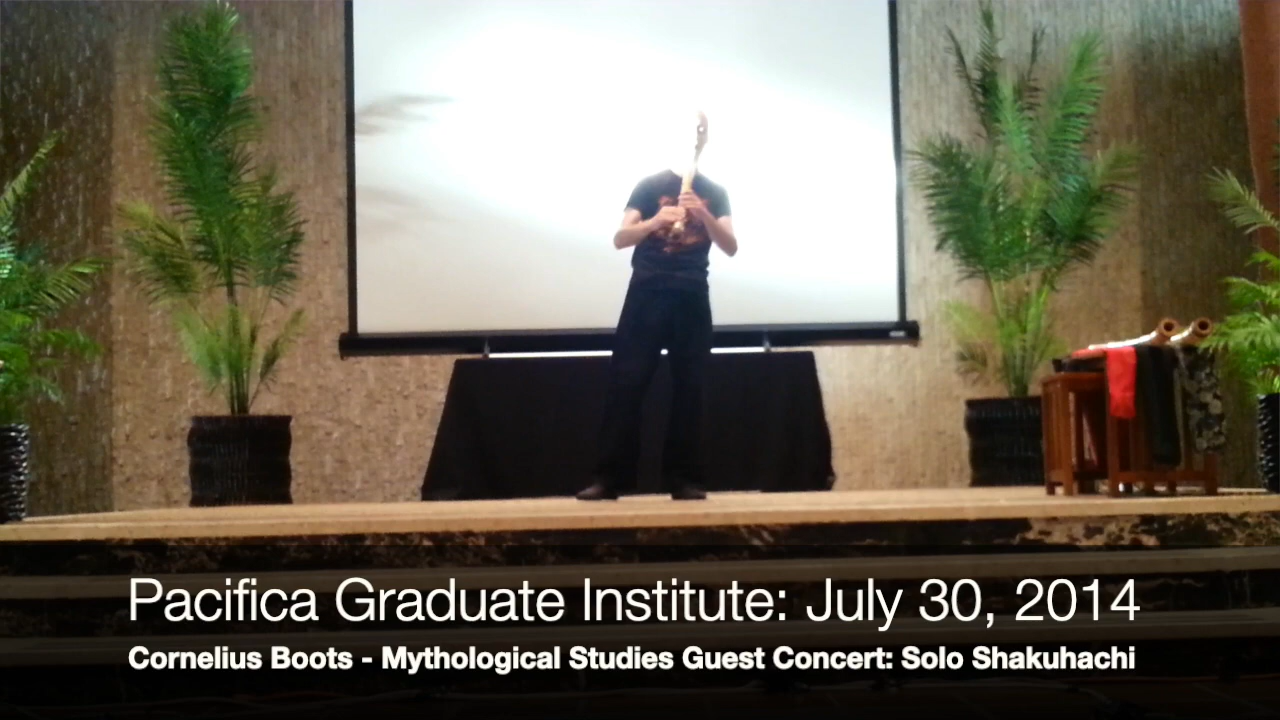 Pacifica Graduate Institute: July 30, 2014
Cornelius Boots - Mythological Studies Guest Concert: Solo Shakuhachi